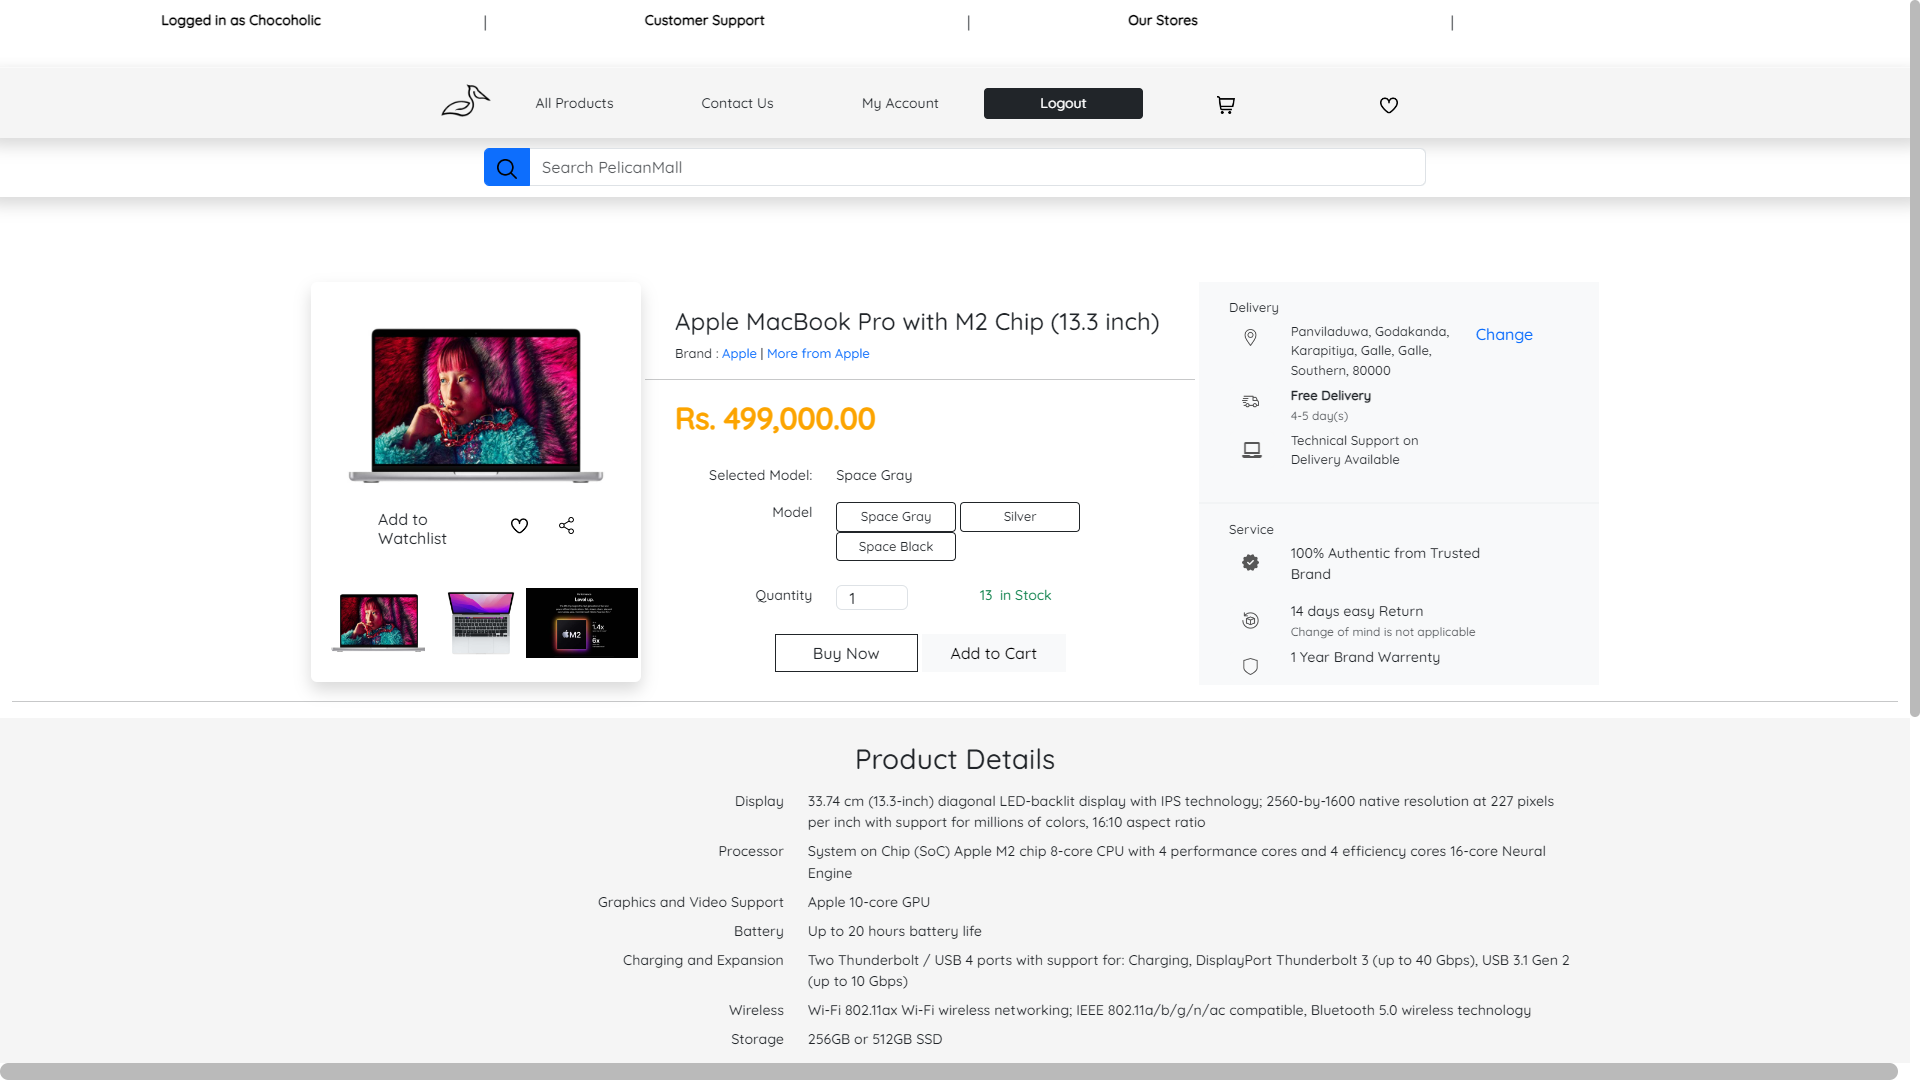 Logged in as Chocoholic | Customer Support | Our Stores |
All Products Contact Us My Account Logout
Search PelicanMall
Apple MacBook Pro with M2 Chip (13.3 inch)
Brand : Apple | More from Apple
Rs. 499,000.00
Selected Model: Space Gray
Model Space Gray Silver
Space Black
Quantity 1 13 in Stock
Buy Now Add to Cart
Add to
Watchlist
Level up.
M2
1.4x
6x
Delivery
Panviladuwa, Godakanda, Change
Karapitiya, Galle, Galle,
Southern, 80000
Free Delivery
4-5 day(s)
Technical Support on
Delivery Available
Service
100% Authentic from Trusted
Brand
14 days easy Return
Change of mind is not applicable
1 Year Brand Warrenty
Product Details
Display 33.74 cm (13.3-inch) diagonal LED-backlit display with IPS technology; 2560-by-1600 native resolution at 227 pixels
per inch with support for millions of colors, 16:10 aspect ratio
Processor System on Chip (SoC) Apple M2 chip 8-core CPU with 4 performance cores and 4 efficiency cores 16-core Neural
Engine
Graphics and Video Support Apple 10-core GPU
Battery Up to 20 hours battery life
Charging and Expansion Two Thunderbolt / USB 4 ports with support for: Charging, DisplayPort Thunderbolt 3 (up to 40 Gbps), USB 3.1 Gen 2
(up to 10 Gbps)
Wireless Wi-Fi 802.11ax Wi-Fi wireless networking; IEEE 802.11a/b/g/n/ac compatible, Bluetooth 5.0 wireless technology
Storage 256GB or 512GB SSD